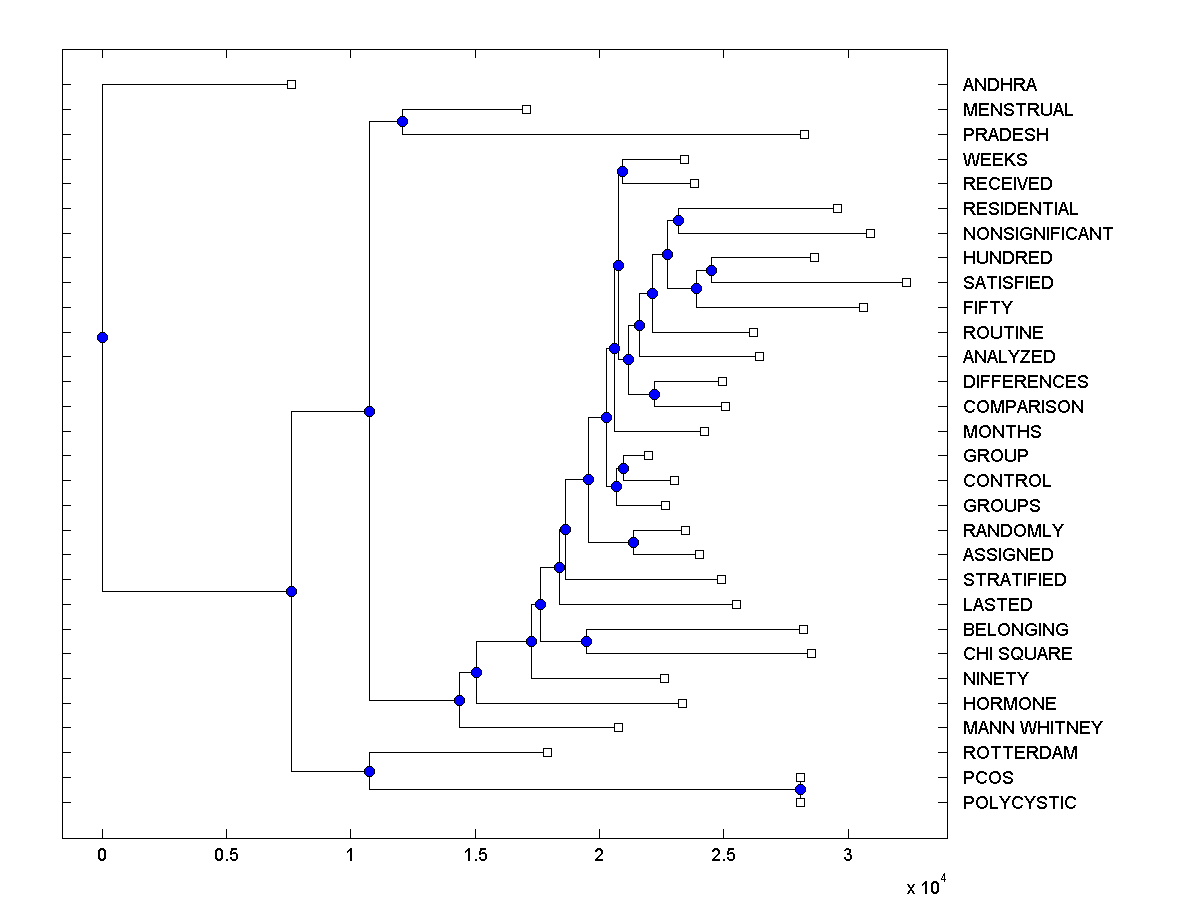 ANDHRA
MENSTRUAL
PRADESH
WEEKS
RECEIVED
RESIDENTIAL
NONSIGNIFICANT
HUNDRED
SATISFIED
FIFTY
ROUTINE
ANALYZED
DIFFERENCES
COMPARISON
MONTHS
GROUP
CONTROL
GROUPS
RANDOMLY
ASSIGNED
STRATIFIED
LASTED
BELONGING
CHI SQUARE
NINETY
HORMONE
MANN WHITNEY
ROTTERDAM
PCOS
POLYCYSTIC
0 0.5 1 1.5 2 2.5 3
x 10^4